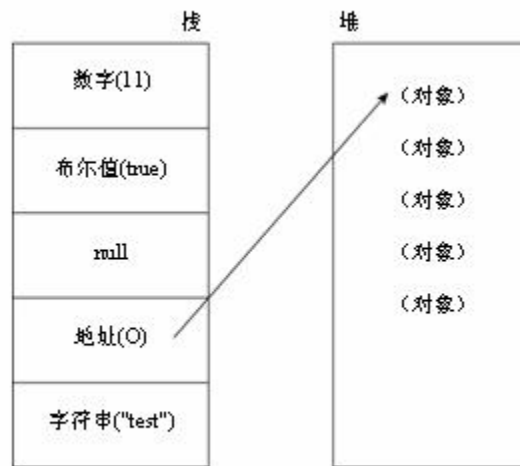 栈
堆
数字(11)
布尔值(true)
null
地址(O)
字符串("test")
(对象)
(对象)
(对象)
(对象)
(对象)